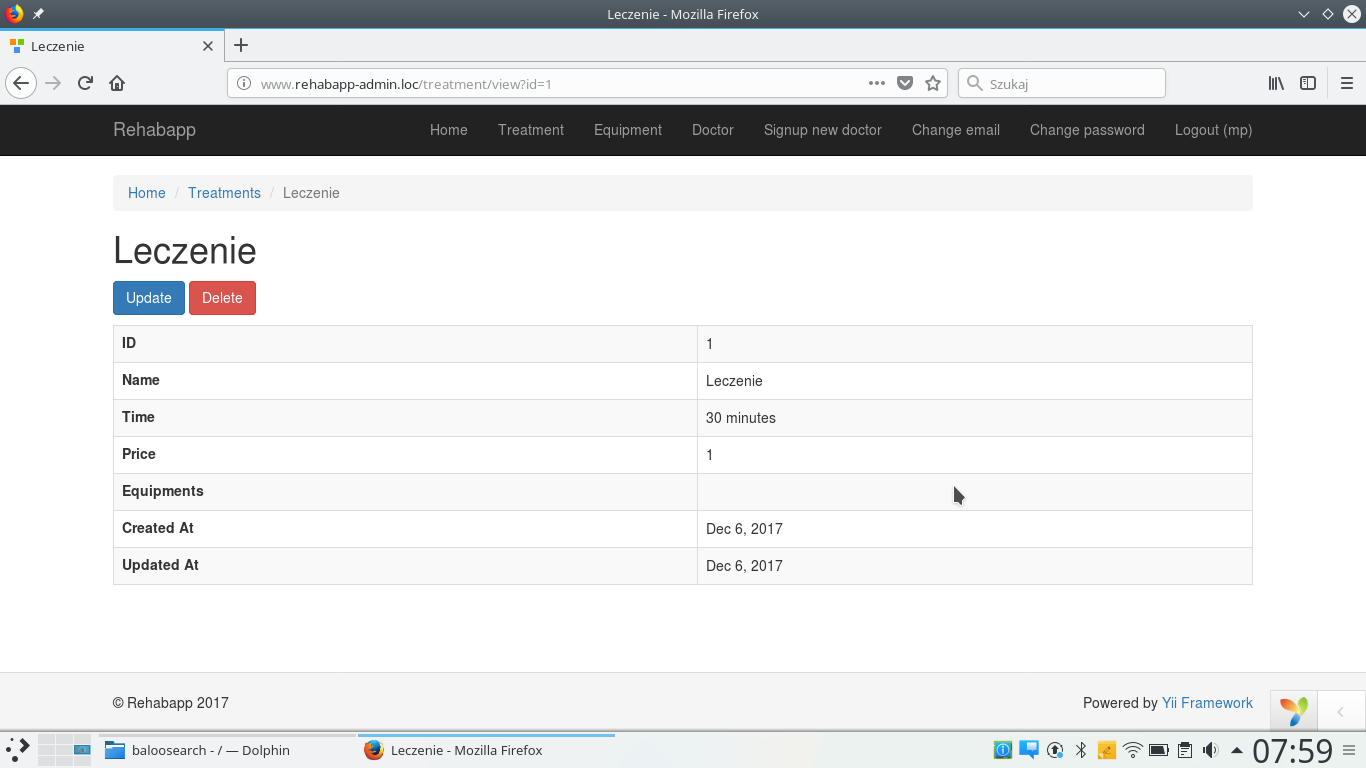 Leczenie - Mozilla Firefox
Leczenie
www.rehabapp-admin.loc/treatment/view?id=1
Szukaj
Rehabapp Home Treatment Equipment Doctor Signup new doctor Change email Change password Logout (mp)
Home / Treatments / Leczenie
Leczenie
Update Delete
ID 1
Name Leczenie
Time 30 minutes
Price 1
Equipments
Created At Dec 6, 2017
Updated At Dec 6, 2017
© Rehabapp 2017 Powered by Yii Framework
baloosearch - / — Dolphin Leczenie - Mozilla Firefox 07:59